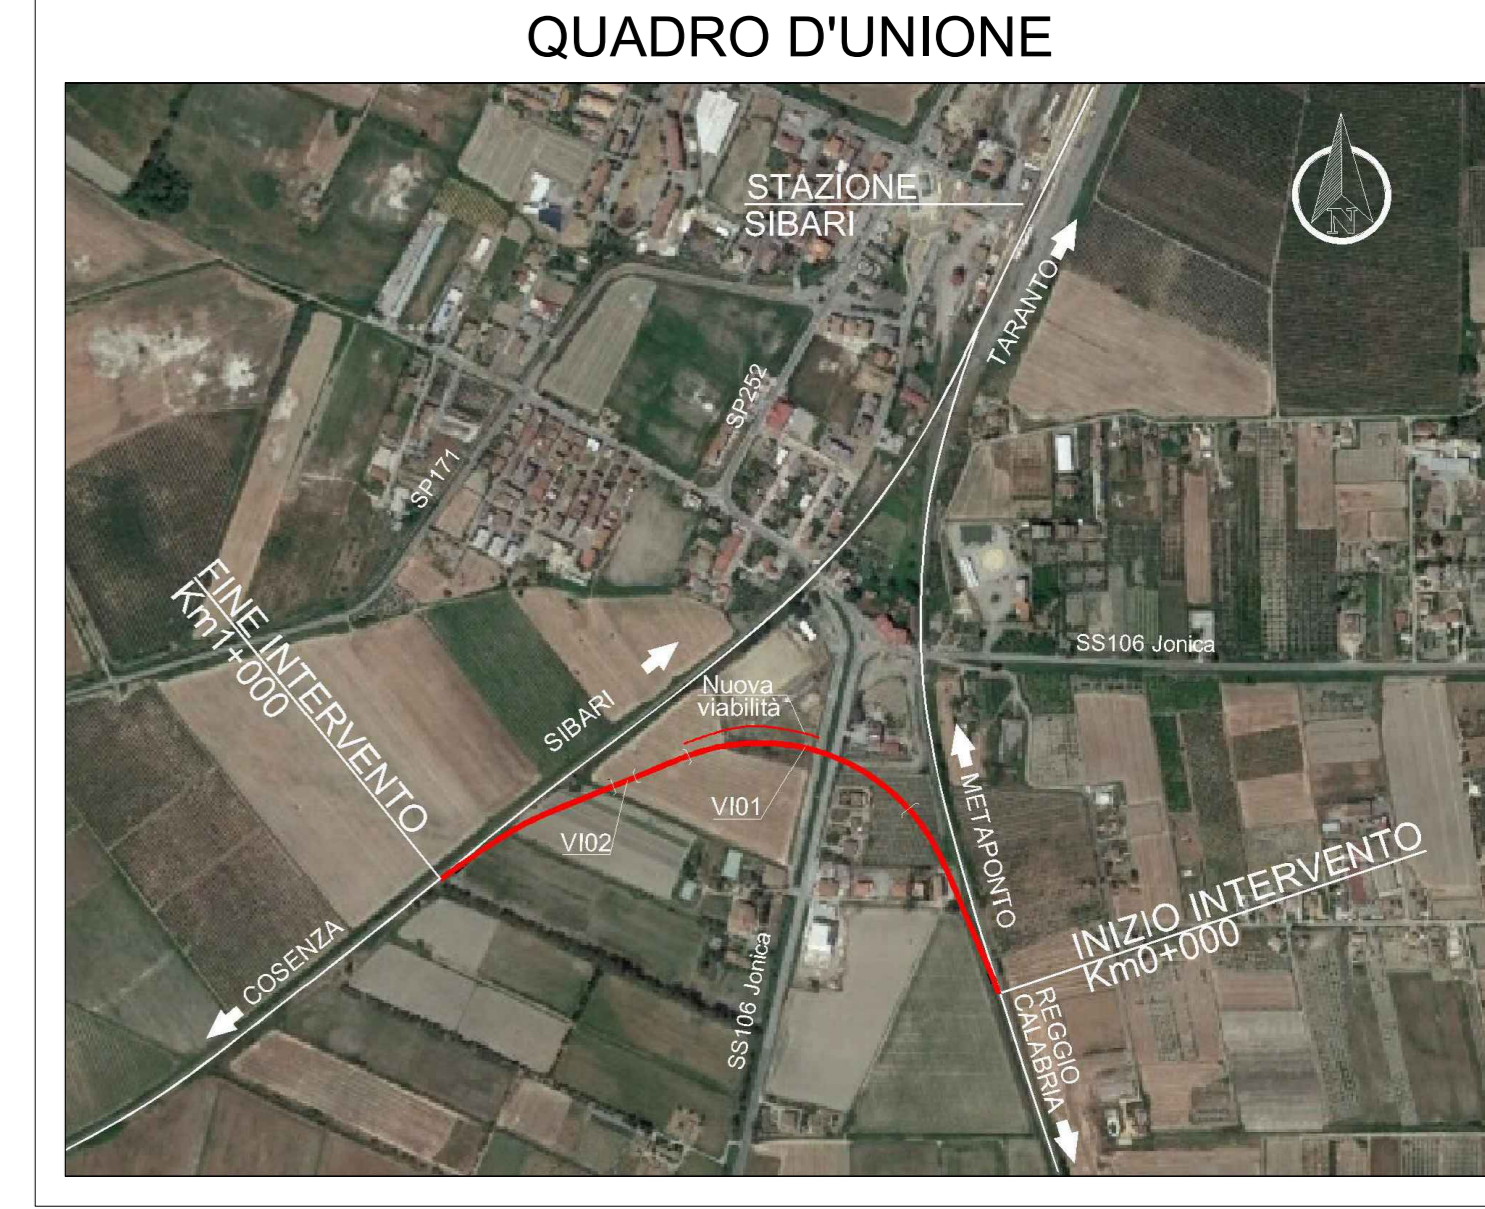 QUADRO D'UNIONE
STAZIONE
SIBARI
N
TARANTO
SP252
SP171
FINE INTERVENTO
Km1+000
SS106 Jonica
Nuova
viabilità
SIBARI
VI01
VI02
METAPONTO
INIZIO INTERVENTO
Km0+000
COSENZA
SS106 Jonica
REGGIO
CALABRIA